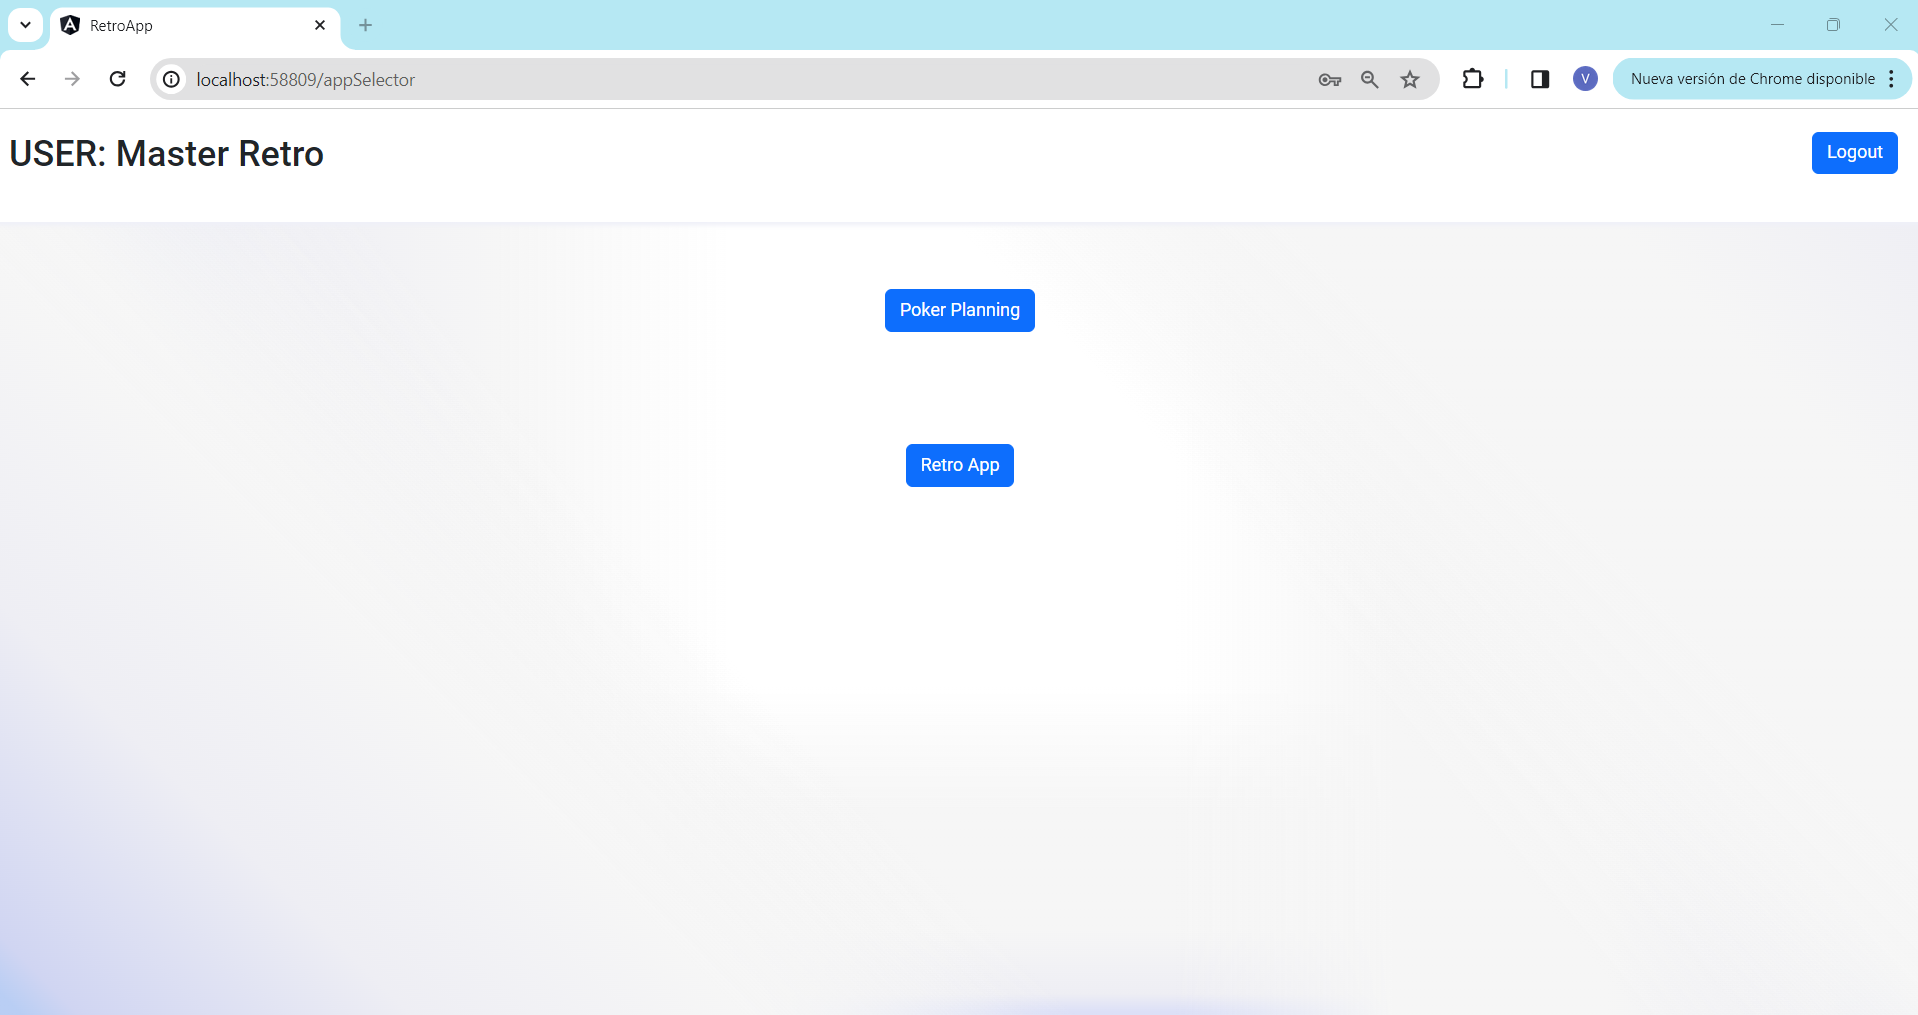 RetroApp
localhost:58809/appSelector
V
Nueva versión de Chrome disponible
USER: Master Retro
Logout
Poker Planning
Retro App